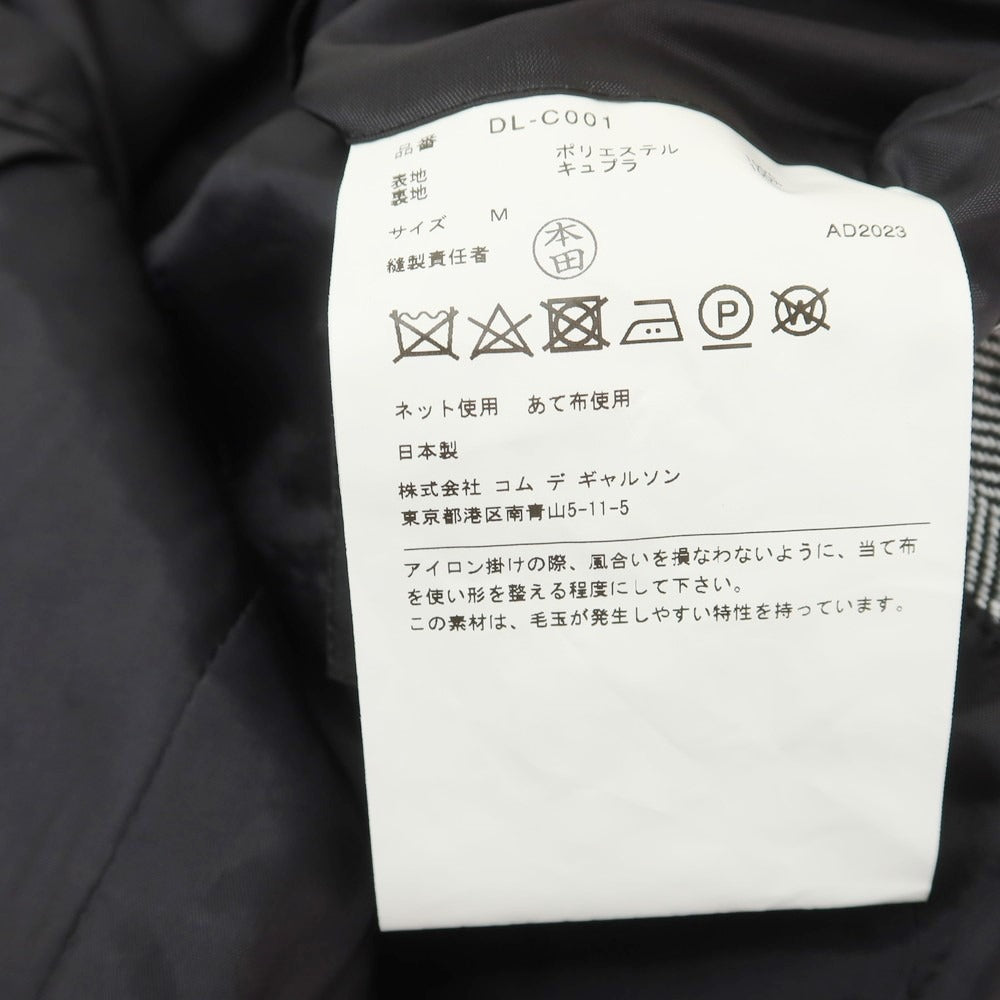 品番 DL-C001
表地 ポリエステル
裏地 キュプラ
サイズ M
AD2023
縫製責任者 本田
P W
ネット使用 あて布使用
日本製
株式会社 コム デ ギャルソン
東京都港区南青山5-11-5
アイロン掛けの際、風合いを損なわないように、当て布
を使い形を整える程度にして下さい。
この素材は、毛玉が発生しやすい特性を持っています。